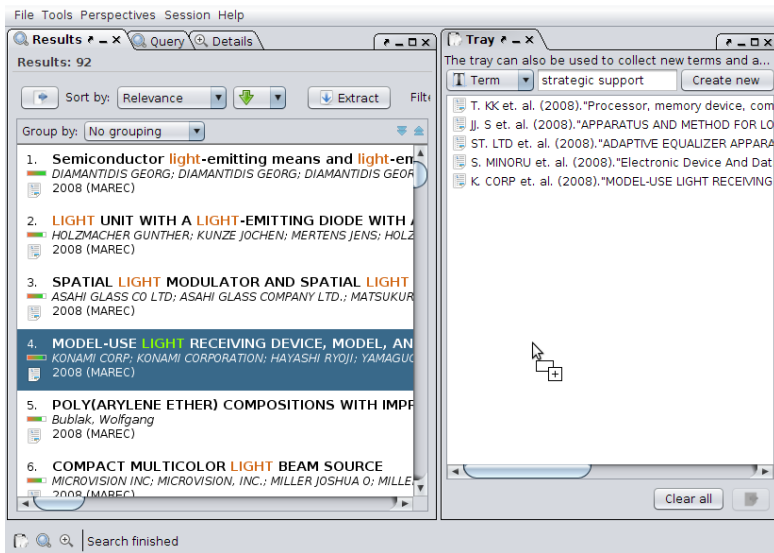 File Tools Perspectives Session Help
Results
Query
Details
Results: 92
Sort by: Relevance
Extract
Group by: No grouping
1. Semiconductor light-emitting means and light-en
DIAMANTIDIS GEORG; DIAMANTIDIS GEORG; DIAMANTIDIS GEOR
2008 (MAREC)
2. LIGHT UNIT WITH A LIGHT-EMITTING DIODE WITH
HOLZMACHER GUNTHER; KUNZE JOCHEN; MERTENS JENS; HOLZ
2008 (MAREC)
3. SPATIAL LIGHT MODULATOR AND SPATIAL LIGHT
ASAHI GLASS CO LTD; ASAHI GLASS COMPANY LTD.; MATSUKUR
2008 (MAREC)
4. MODEL-USE LIGHT RECEIVING DEVICE, MODEL, AN
KONAMI CORP; KONAMI CORPORATION; HAYASHI RYOJI; YAMAGUC
2008 (MAREC)
5. POLY(ARYLENE ETHER) COMPOSITIONS WITH IMPR
Bublak, Wolfgang
2008 (MAREC)
6. COMPACT MULTICOLOR LIGHT BEAM SOURCE
MICROVISION INC; MICROVISION, INC.; MILLER JOSHUA O; MILLE
2008 (MAREC)
Search finished
Tray
The tray can also be used to collect new terms and a...
Term
strategic support
Create new
T. KK et. al. (2008)."Processor, memory device, com
JJ. S et. al. (2008)."APPARATUS AND METHOD FOR LO
ST. LTD et. al. (2008)."ADAPTIVE EQUALIZER APPARA
S. MINORU et. al. (2008)."Electronic Device And Dat
K. CORP et. al. (2008)."MODEL-USE LIGHT RECEIVING
Clear all